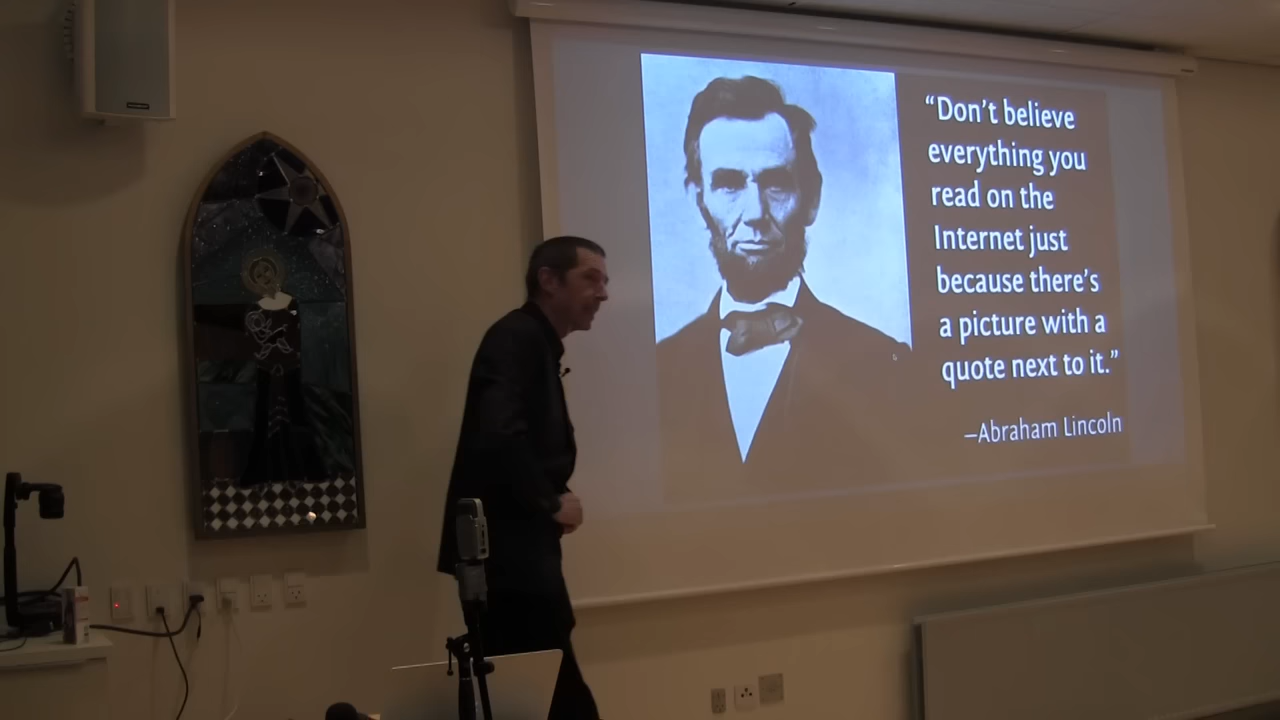 “Don’t believe
everything you
read on the
Internet just
because there’s
a picture with a
quote next to it.”
—Abraham Lincoln